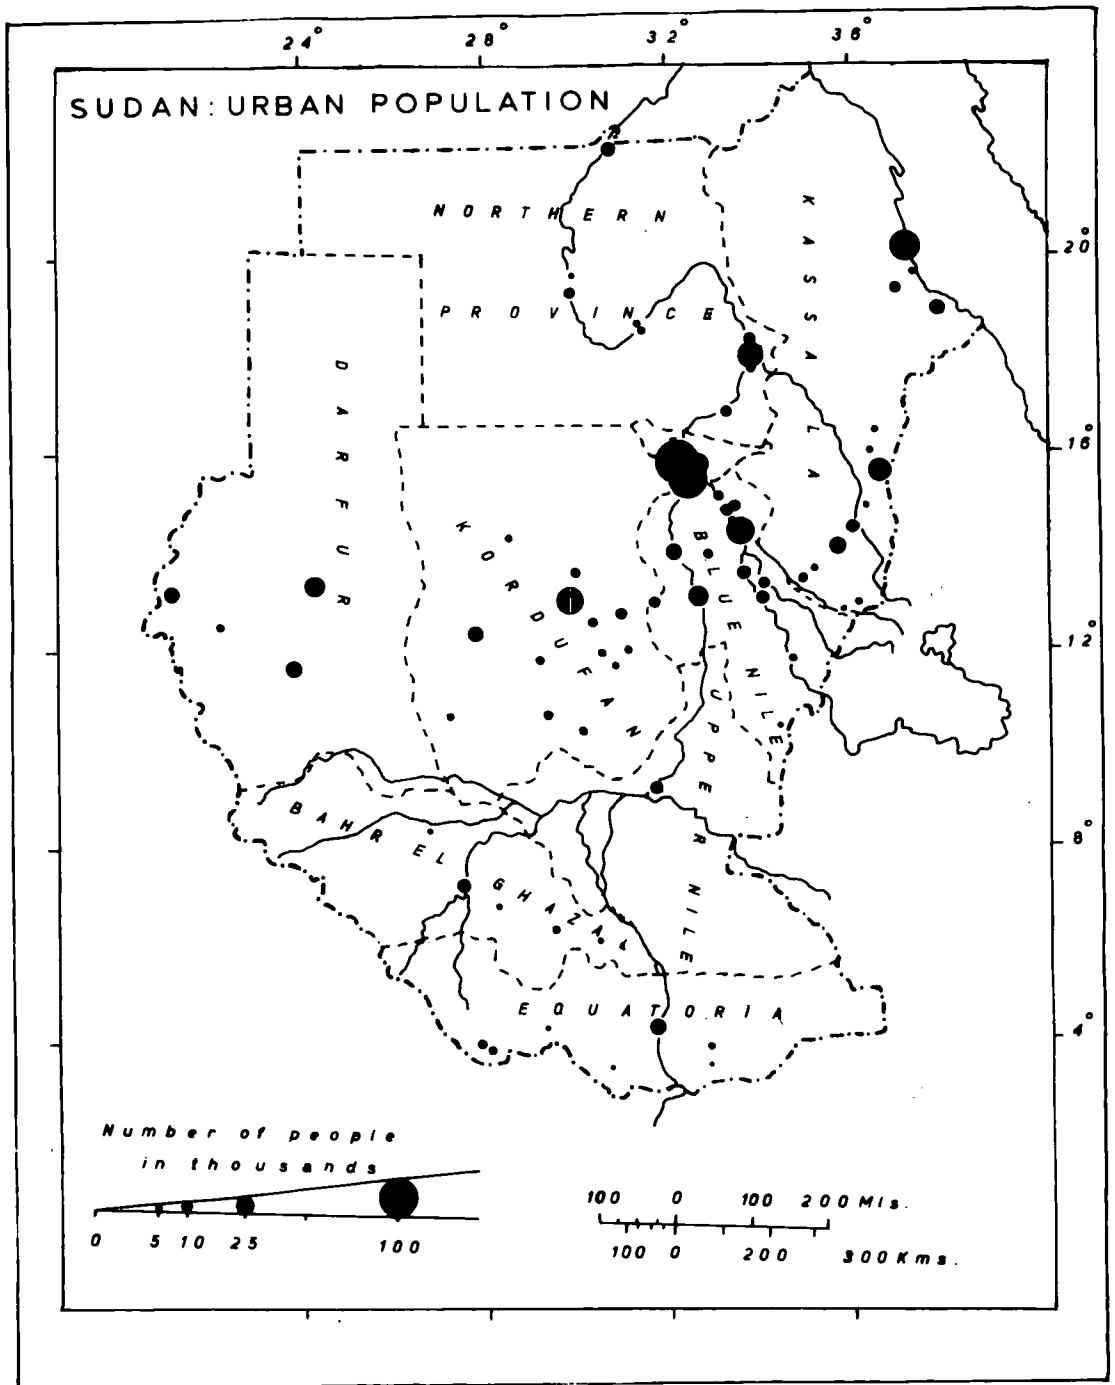 24° 28° 32° 36°
SUDAN: URBAN POPULATION
NORTHERN
PROVINCE
KASSALA
DARFUR
KORDUFAN
BLUE NILE
UPPER NILE
BAHR EL GHAZAL
EQUATORIA
20°
16°
12°
8°
4°
Number of people
in thousands
0 5 10 25 100
100 0 100 200 Mls.
100 0 200 300 Kms.